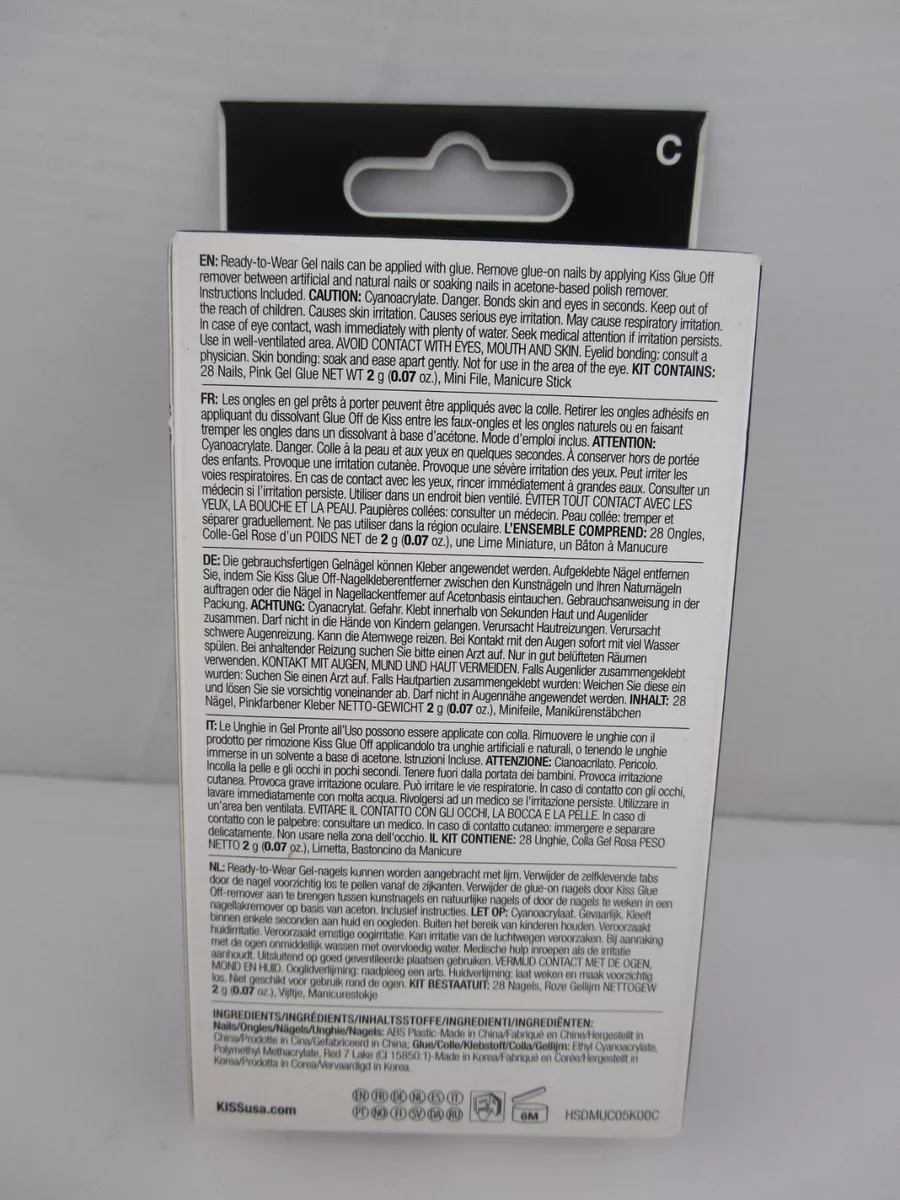 C
EN: Ready-to-Wear Gel nails can be applied with glue. Remove glue-on nails by applying Kiss Glue Off
remover between artificial and natural nails or soaking nails in acetone-based polish remover.
Instructions Included. CAUTION: Cyanoacrylate. Danger. Bonds skin and eyes in seconds. Keep out of
the reach of children. Causes skin irritation. Causes serious eye irritation. May cause respiratory irritation.
In case of eye contact, wash immediately with plenty of water. Seek medical attention if irritation persists.
Use in well-ventilated area. AVOID CONTACT WITH EYES, MOUTH AND SKIN. Eyelid bonding: consult a
physician. Skin bonding: soak and ease apart gently. Not for use in the area of the eye. KIT CONTAINS:
28 Nails, Pink Gel Glue NET WT 2 g (0.07 oz.), Mini File, Manicure Stick
FR: Les ongles en gel prêts à porter peuvent être appliqués avec la colle. Retirer les ongles adhésifs en
appliquant du dissolvant Glue Off de Kiss entre les faux-ongles et les ongles naturels ou en faisant
tremper les ongles dans un dissolvant à base d'acétone. Mode d'emploi inclus. ATTENTION:
Cyanoacrylate. Danger. Colle à la peau et aux yeux en quelques secondes. À conserver hors de portée
des enfants. Provoque une irritation cutanèe. Provoque une sévère irritation des yeux. Peut irriter les
voies respiratoires. En cas de contact avec les yeux, rincer immédiatement à grandes eaux. Consulter un
médecin si l'irritation persiste. Utiliser dans un endroit bien ventilé. ÉVITER TOUT CONTACT AVEC LES
YEUX, LA BOUCHE ET LA PEAU. Paupières collées: consulter un médecin. Peau collée: tremper et
séparer graduellement. Ne pas utiliser dans la région oculaire. L'ENSEMBLE COMPREND: 28 Ongles,
Colle-Gel Rose d'un POIDS NET de 2 g (0.07 oz.), une Lime Miniature, un Bâton à Manucure
DE: Die gebrauchsfertigen Gelnägel können Kleber angewendet werden. Aufgeklebte Nägel entfernen
Sie, indem Sie Kiss Glue Off-Nagelkleberentferner zwischen den Kunstnägeln und Ihren Naturnägeln
auftragen oder die Nägel in Nagellackentferner auf Acetonbasis eintauchen. Gebrauchsanweisung in der
Packung. ACHTUNG: Cyanacrylat. Gefahr. Klebt innerhalb von Sekunden Haut und Augenlider
zusammen. Darf nicht in die Hände von Kindern gelangen. Verursacht Hautreizungen. Verursacht
schwere Augenreizung. Kann die Atemwege reizen. Bei Kontakt mit den Augen sofort mit viel Wasser
spülen. Bei anhaltender Reizung suchen Sie bitte einen Arzt auf. Nur in gut belüfteten Räumen
verwenden. KONTAKT MIT AUGEN, MUND UND HAUT VERMEIDEN. Falls Augenlider zusammengeklebt
wurden: Suchen Sie einen Arzt auf. Falls Hautpartien zusammengeklebt wurden: Weichen Sie diese ein
und lösen Sie sie vorsichtig voneinander ab. Darf nicht in Augennähe angewendet werden. INHALT: 28
Nägel, Pinkfarbener Kleber NETTO-GEWICHT 2 g (0.07 oz.), Minifeile, Manikürenstäbchen
IT: Le Unghie in Gel Pronte all'Uso possono essere applicate con colla. Rimuovere le unghie con il
prodotto per rimozione Kiss Glue Off applicandolo tra unghie artificiali e naturali, o tenendo le unghie
immerse in un solvente a base di acetone. Istruzioni Incluse. ATTENZIONE: Cianoacrilato. Pericolo.
Incolla la pelle e gli occhi in pochi secondi. Tenere fuori dalla portata dei bambini. Provoca irritazione
cutanea. Provoca grave irritazione oculare. Può irritare le vie respiratorie. In caso di contatto con gli occhi,
lavare immediatamente con molta acqua. Rivolgersi ad un medico se l'irritazione persiste. Utilizzare in
un'area ben ventilata. EVITARE IL CONTATTO CON GLI OCCHI, LA BOCCA E LA PELLE. In caso di
contatto con le palpebre: consultare un medico. In caso di contatto cutaneo: immergere e separare
delicatamente. Non usare nella zona dell'occhio. IL KIT CONTIENE: 28 Unghie, Colla Gel Rosa PESO
NETTO 2 g (0.07 oz.), Limetta, Bastoncino da Manicure
NL: Ready-to-Wear Gel-nagels kunnen worden aangebracht met lijm. Verwijder de zelfklevende tabs
door de nagel voorzichtig los te pellen vanaf de zijkanten. Verwijder de glue-on nagels door Kiss Glue
Off-remover aan te brengen tussen kunstnagels en natuurlijke nagels of door de nagels te weken in een
nagellakremover op basis van aceton. Inclusief instructies. LET OP: Cyanoacrylaat. Gevaarlijk. Kleeft
binnen enkele seconden aan huid en oogleden. Buiten het bereik van kinderen houden. Veroorzaakt
huidirritatie. Veroorzaakt ernstige oogirritatie. Kan irritatie van de luchtwegen veroorzaken. Bij aanraking
met de ogen onmiddellijk wassen met overvloedig water. Medische hulp inroepen als de irritatie
aanhoudt. Uitsluitend op goed geventileerde plaatsen gebruiken. VERMIJD CONTACT MET DE OGEN,
MOND EN HUID. Ooglidverlijming: raadpleeg een arts. Huidverlijming: laat weken en maak voorzichtig
los. Niet geschikt voor gebruik rond de ogen. KIT BESTAATUIT: 28 Nagels, Roze Gellijm NETTOGEW
2 g (0.07 oz.), Vijltje, Manicurestokje
INGREDIENTS/INGRÉDIENTS/INHALTSSTOFFE/INGREDIENTI/INGREDIËNTEN:
Nails/Ongles/Nägels/Unghie/Nagels: ABS Plastic-Made in China/Fabriqué en China/Hergestellt in
China/Prodotte in Cina/Gefabriceerd in China; Glue/Colle/Klebstoff/Colla/Gellijm: Ethyl Cyanoacrylate,
Polymethyl Methacrylate, Red 7 Lake (CI 15850:1)-Made in Korea/Fabriqué en Corée/Hergestellt in
Korea/Prodotta in Corea/Vervaardigd in Korea
EN FR DE NL ES IT
PT NO FI SV DA RU
KISSusa.com
6M
HSDMUC05K00C